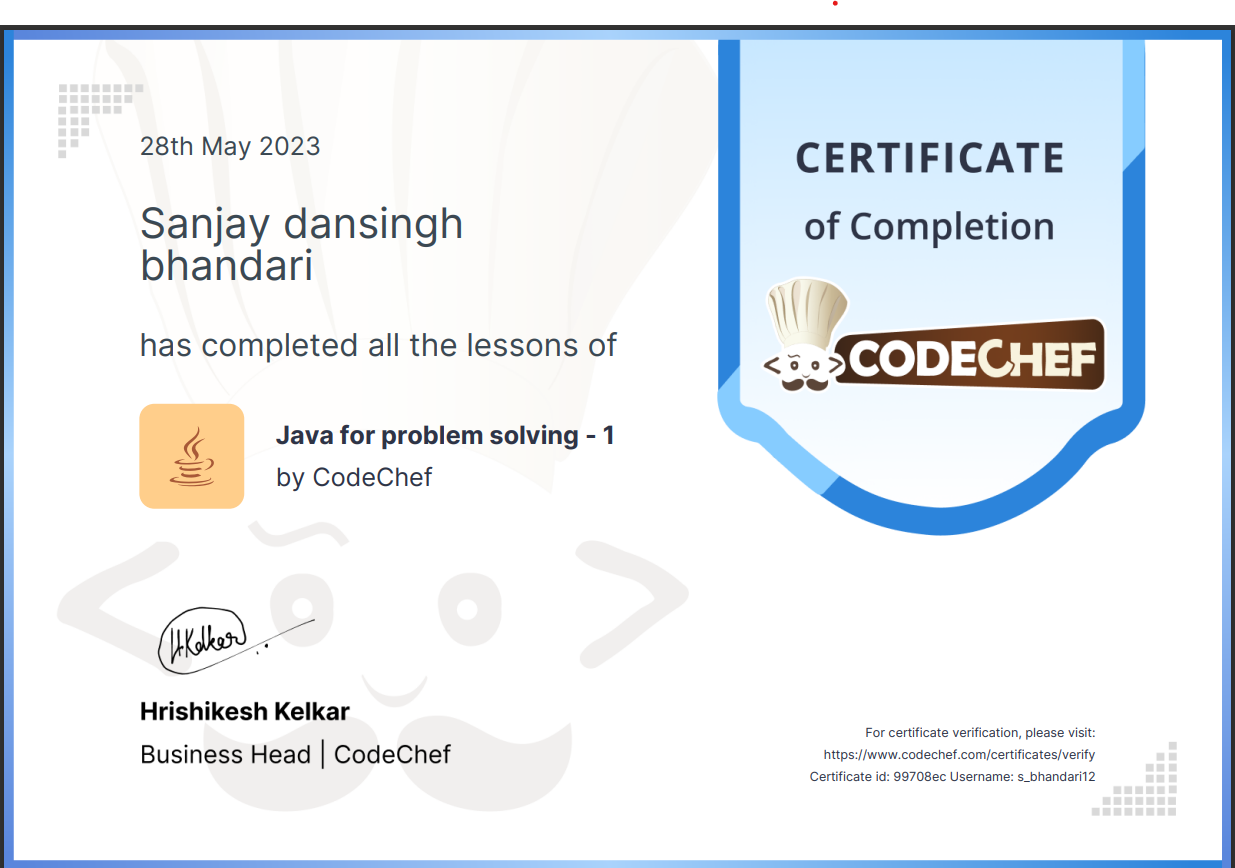 28th May 2023
Sanjay dansingh
bhandari
has completed all the lessons of
Java for problem solving - 1
by CodeChef
CERTIFICATE
of Completion
CODECHEF
H.Kelkar
Hrishikesh Kelkar
Business Head | CodeChef
For certificate verification, please visit:
https://www.codechef.com/certificates/verify
Certificate id: 99708ec Username: s_bhandari12